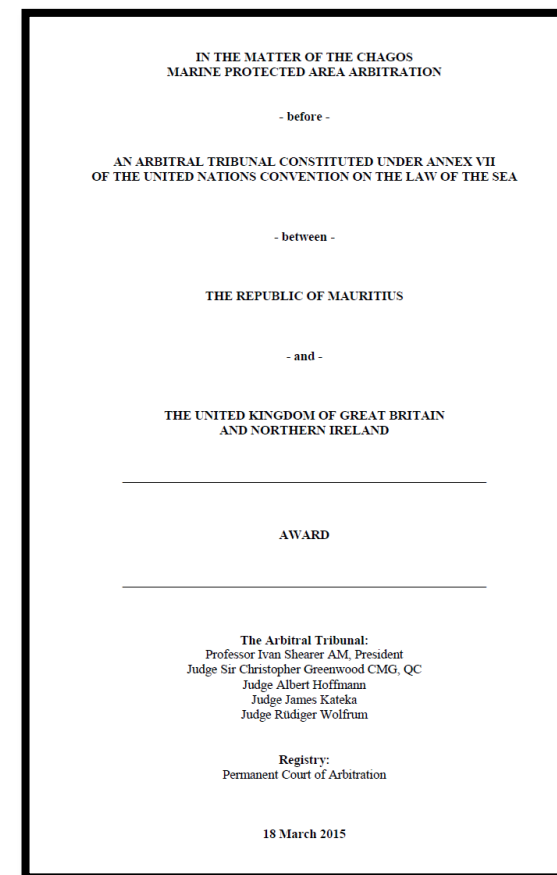 IN THE MATTER OF THE CHAGOS
MARINE PROTECTED AREA ARBITRATION
- before -
AN ARBITRAL TRIBUNAL CONSTITUTED UNDER ANNEX VII
OF THE UNITED NATIONS CONVENTION ON THE LAW OF THE SEA
- between -
THE REPUBLIC OF MAURITIUS
- and -
THE UNITED KINGDOM OF GREAT BRITAIN
AND NORTHERN IRELAND
AWARD
The Arbitral Tribunal:
Professor Ivan Shearer AM, President
Judge Sir Christopher Greenwood CMG, QC
Judge Albert Hoffmann
Judge James Kateka
Judge Rüdiger Wolfrum
Registry:
Permanent Court of Arbitration
18 March 2015